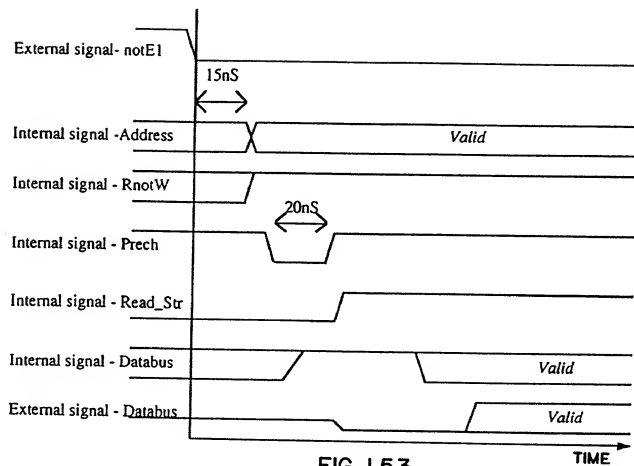 External signal- notE1
15nS
Internal signal -Address
Valid
Internal signal - RnotW
20nS
Internal signal - Prech
Internal signal - Read_Str
Internal signal - Databus
Valid
External signal - Databus
Valid
TIME